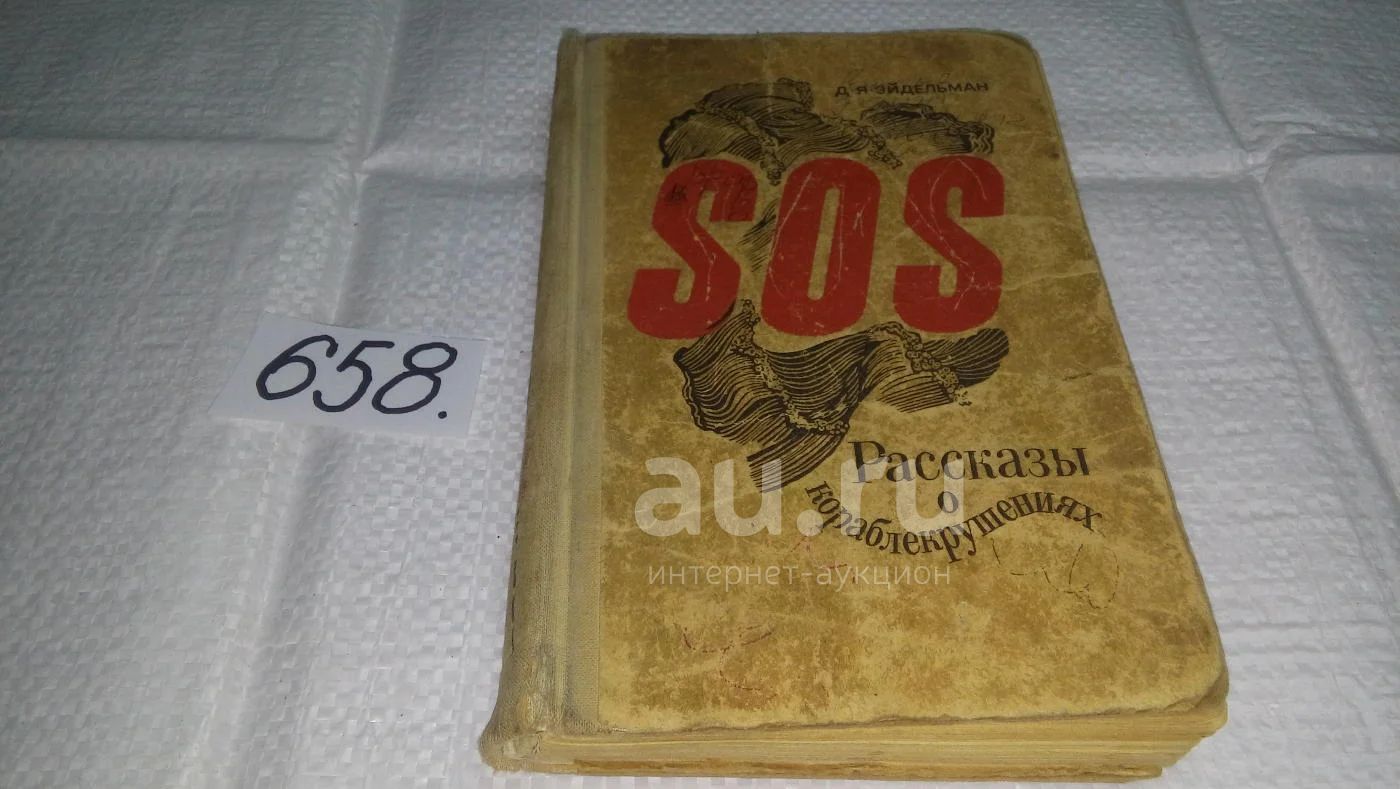 Д. Я. ЭЙДЕЛЬМАН
SOS
658.
Рассказы
о
кораблекрушениях
au.ru
интернет-аукцион